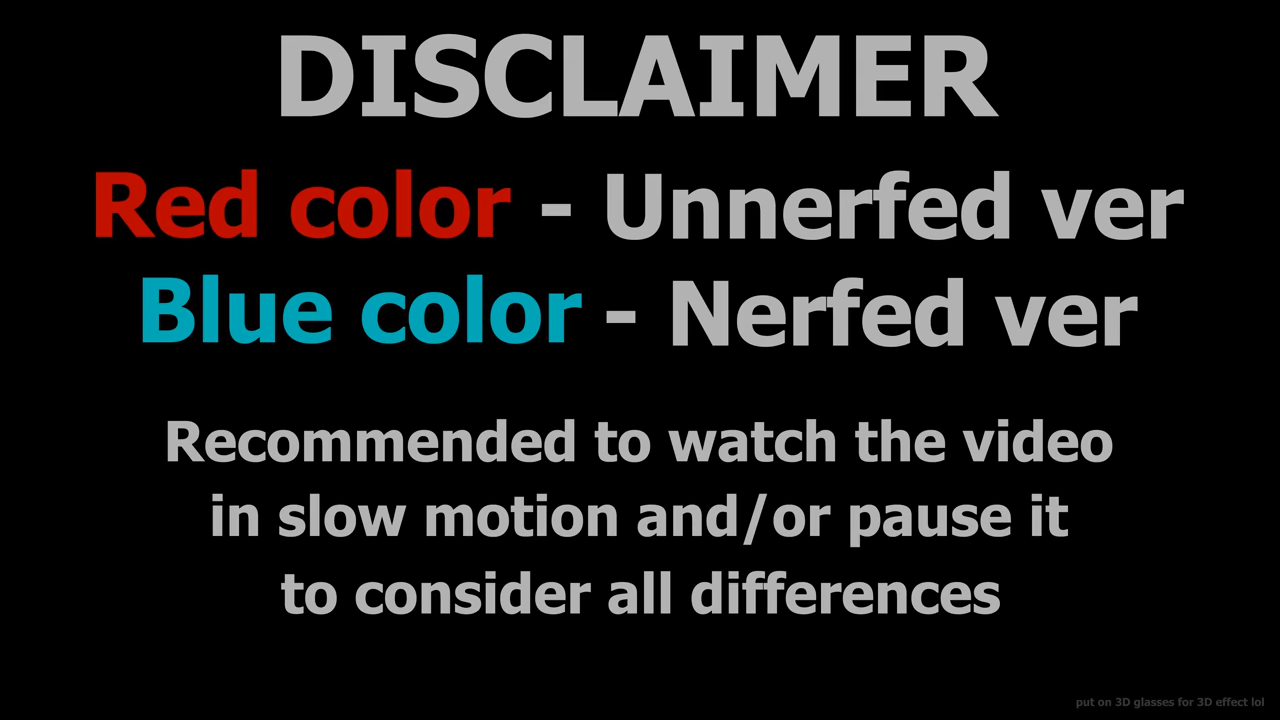 DISCLAIMER
Red color - Unnerfed ver
Blue color - Nerfed ver
Recommended to watch the video
in slow motion and/or pause it
to consider all differences
put on 3D glasses for 3D effect lol